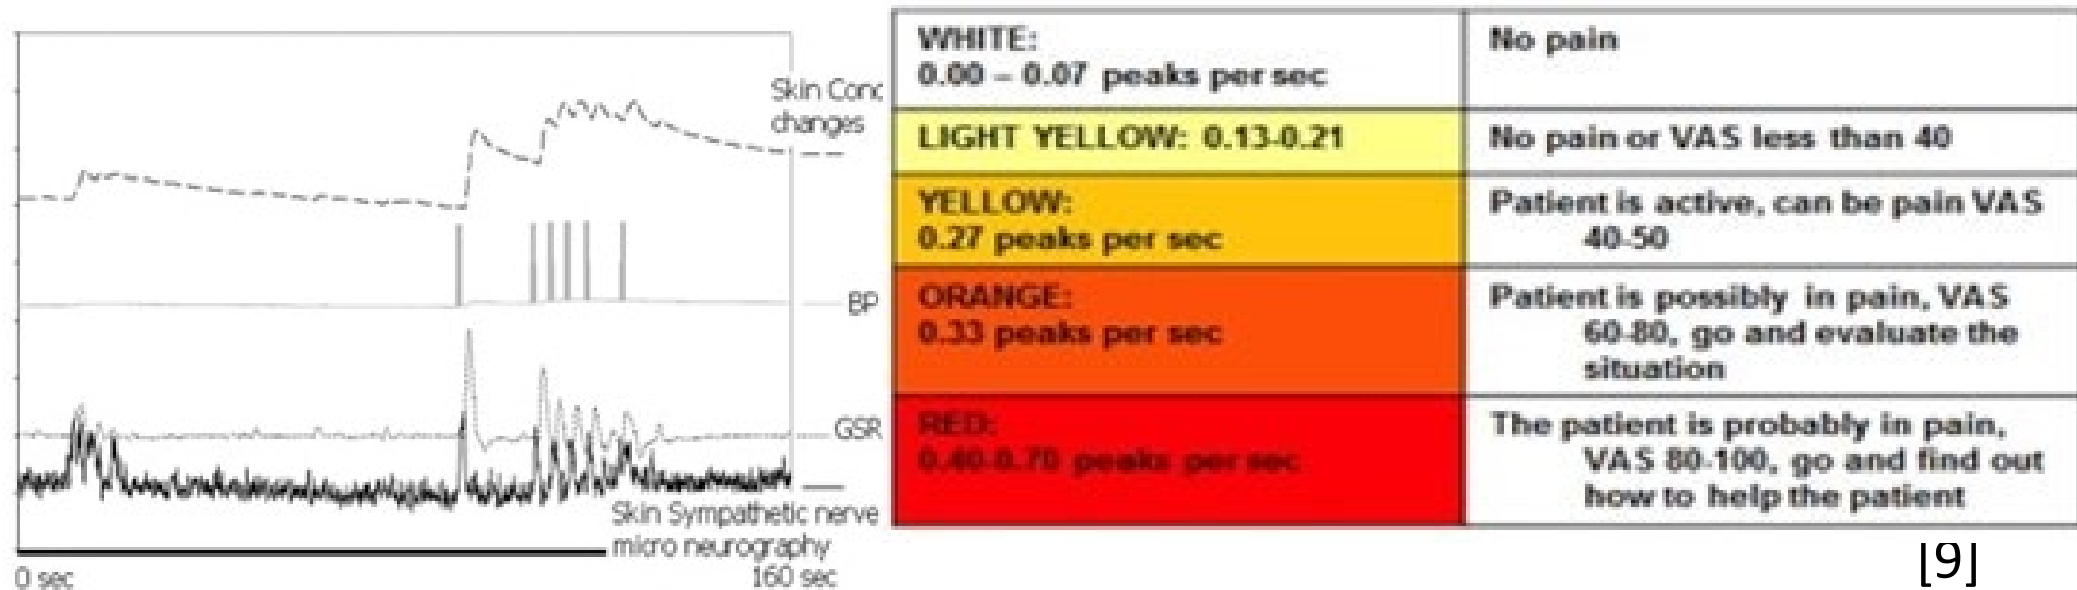 Skin Conc
changes
BP
GSR
Skin Sympathetic nerve
micro neurography
0 sec
160 sec
WHITE:
0.00 – 0.07 peaks per sec
No pain
LIGHT YELLOW: 0.13-0.21
No pain or VAS less than 40
YELLOW:
0.27 peaks per sec
Patient is active, can be pain VAS
40-50
ORANGE:
0.33 peaks per sec
Patient is possibly in pain, VAS
60-80, go and evaluate the
situation
RED:
0.40-0.70 peaks per sec
The patient is probably in pain,
VAS 80-100, go and find out
how to help the patient
[9]